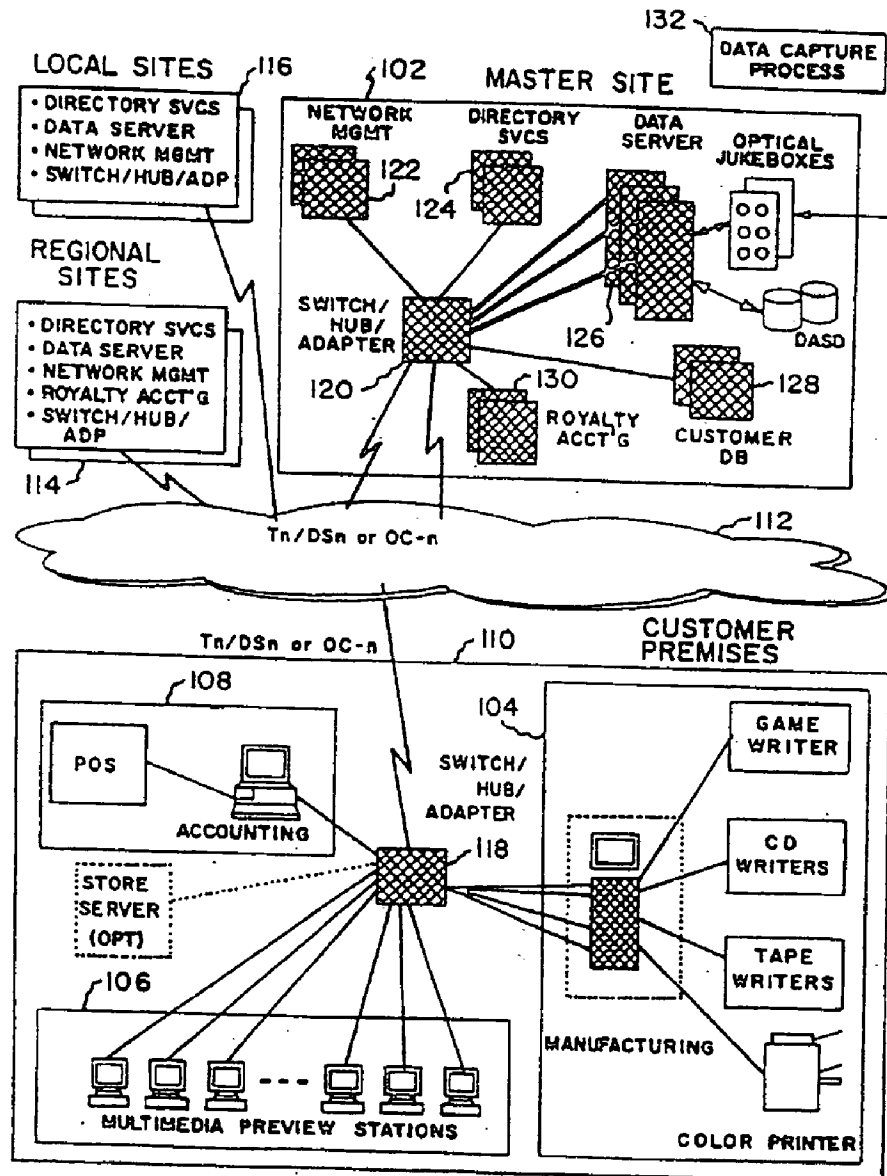 132
DATA CAPTURE
PROCESS
LOCAL SITES
116
• DIRECTORY SVCS
• DATA SERVER
• NETWORK MGMT
• SWITCH/HUB/ADP
REGIONAL
SITES
• DIRECTORY SVCS
• DATA SERVER
• NETWORK MGMT
• ROYALTY ACCT'G
• SWITCH/HUB/
ADP
114
102
MASTER SITE
NETWORK
MGMT
122
DIRECTORY
SVCS
124
DATA
SERVER
126
OPTICAL
JUKEBOXES
DASD
SWITCH/
HUB/
ADAPTER
120
130
ROYALTY
ACCT'G
128
CUSTOMER
DB
112
Tn/DSn or OC-n
Tn/DSn or OC-n
110
CUSTOMER
PREMISES
108
POS
ACCOUNTING
SWITCH/
HUB/
ADAPTER
118
STORE
SERVER
(OPT)
106
MULTIMEDIA PREVIEW STATIONS
104
GAME
WRITER
CD
WRITERS
TAPE
WRITERS
MANUFACTURING
COLOR PRINTER